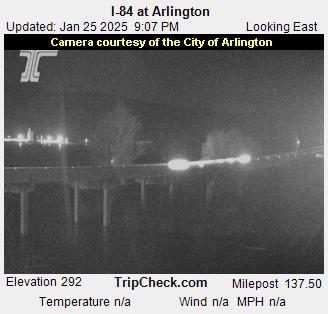 I-84 at Arlington
Updated: Jan 25 2025 9:07 PM Looking East
Camera courtesy of the City of Arlington
Elevation 292 TripCheck.com Milepost 137.50
Temperature n/a Wind n/a MPH n/a